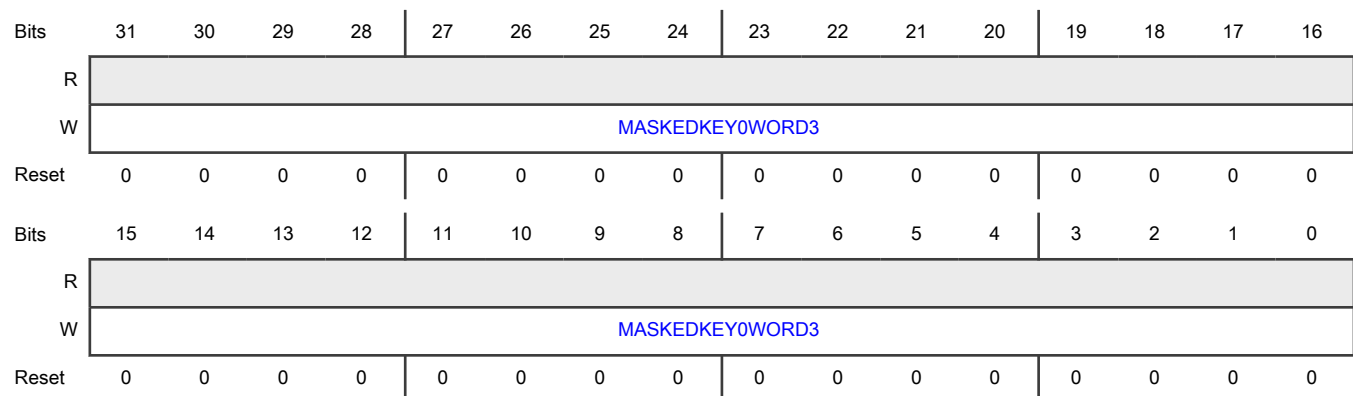 Bits 31 30 29 28 27 26 25 24 23 22 21 20 19 18 17 16
R
W MASKEDKEY0WORD3
Reset 0 0 0 0 0 0 0 0 0 0 0 0 0 0 0 0
Bits 15 14 13 12 11 10 9 8 7 6 5 4 3 2 1 0
R
W MASKEDKEY0WORD3
Reset 0 0 0 0 0 0 0 0 0 0 0 0 0 0 0 0